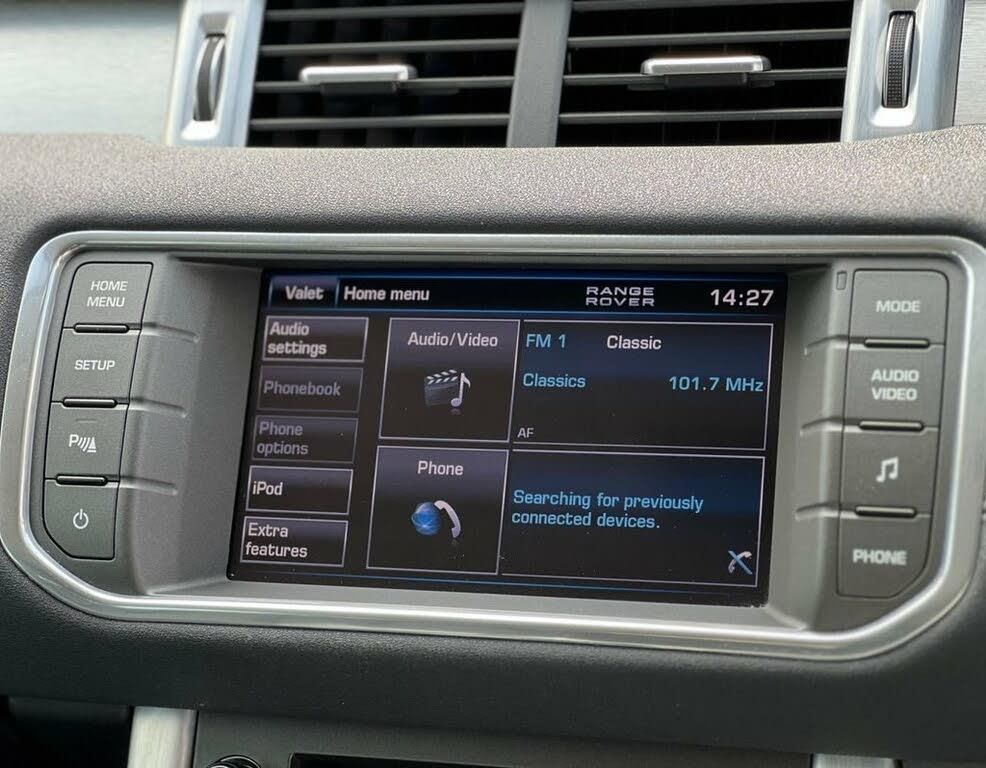 HOME
MENU
SETUP
P
Valet
Home menu
RANGE
ROVER
14:27
Audio
settings
Phonebook
Phone
options
iPod
Extra
features
Audio/Video
FM 1
Classic
Classics
101.7 MHz
AF
Phone
Searching for previously
connected devices.
MODE
AUDIO
VIDEO
PHONE